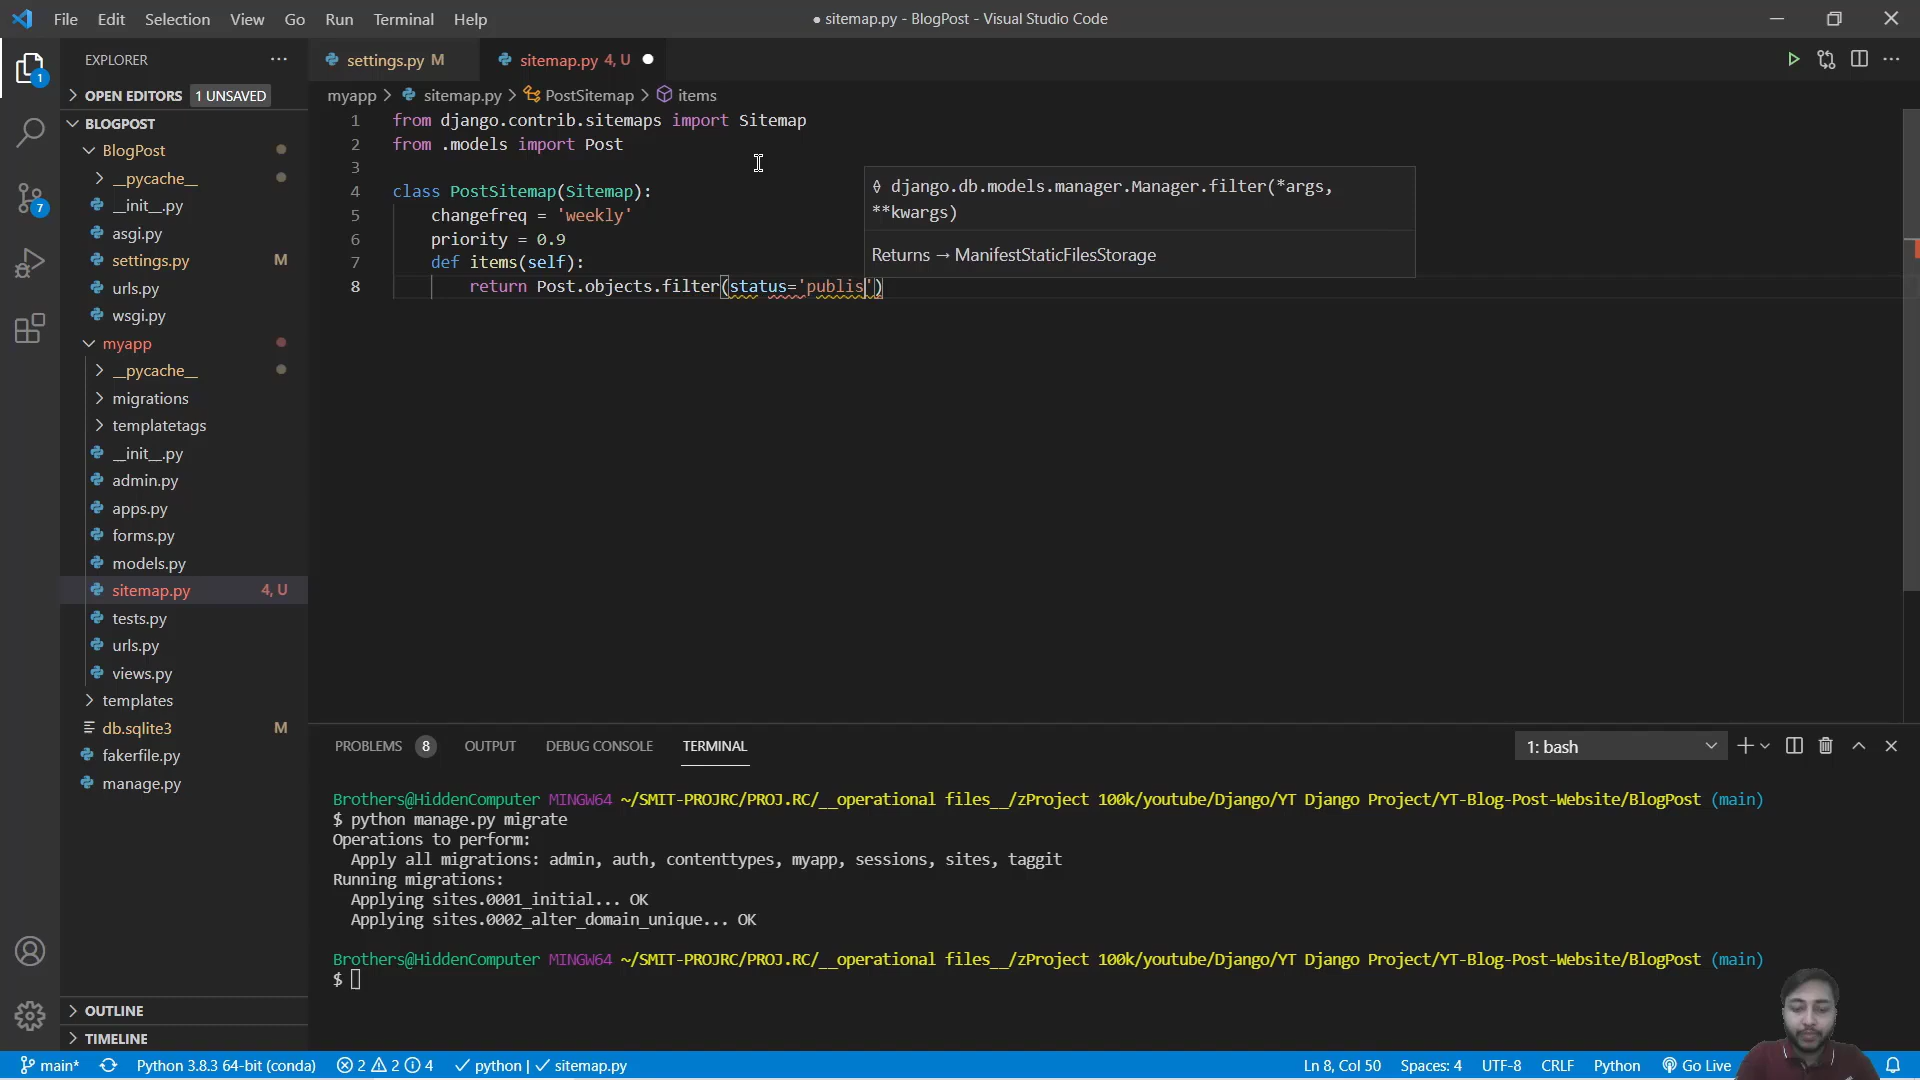 File Edit Selection View Go Run Terminal Help
● sitemap.py - BlogPost - Visual Studio Code
EXPLORER
OPEN EDITORS 1 UNSAVED
BLOGPOST
BlogPost
__pycache__
__init__.py
asgi.py
settings.py M
urls.py
wsgi.py
myapp
__pycache__
migrations
templatetags
__init__.py
admin.py
apps.py
forms.py
models.py
sitemap.py 4, U
tests.py
urls.py
views.py
templates
db.sqlite3 M
fakerfile.py
manage.py
OUTLINE
TIMELINE
1
7
settings.py M
sitemap.py 4, U
myapp > sitemap.py > PostSitemap > items
1 from django.contrib.sitemaps import Sitemap
2 from .models import Post
3
4 class PostSitemap(Sitemap):
5 changefreq = 'weekly'
6 priority = 0.9
7 def items(self):
8 return Post.objects.filter(status='publis')
django.db.models.manager.Manager.filter(*args,
**kwargs)
Returns → ManifestStaticFilesStorage
PROBLEMS 8 OUTPUT DEBUG CONSOLE TERMINAL
1: bash
Brothers@HiddenComputer MINGW64 ~/SMIT-PROJRC/PROJ.RC/__operational files__/zProject 100k/youtube/Django/YT Django Project/YT-Blog-Post-Website/BlogPost (main)
$ python manage.py migrate
Operations to perform:
Apply all migrations: admin, auth, contenttypes, myapp, sessions, sites, taggit
Running migrations:
Applying sites.0001_initial... OK
Applying sites.0002_alter_domain_unique... OK
Brothers@HiddenComputer MINGW64 ~/SMIT-PROJRC/PROJ.RC/__operational files__/zProject 100k/youtube/Django/YT Django Project/YT-Blog-Post-Website/BlogPost (main)
$
main* Python 3.8.3 64-bit (conda) 2 2 4 python | sitemap.py Ln 8, Col 50 Spaces: 4 UTF-8 CRLF Python Go Live